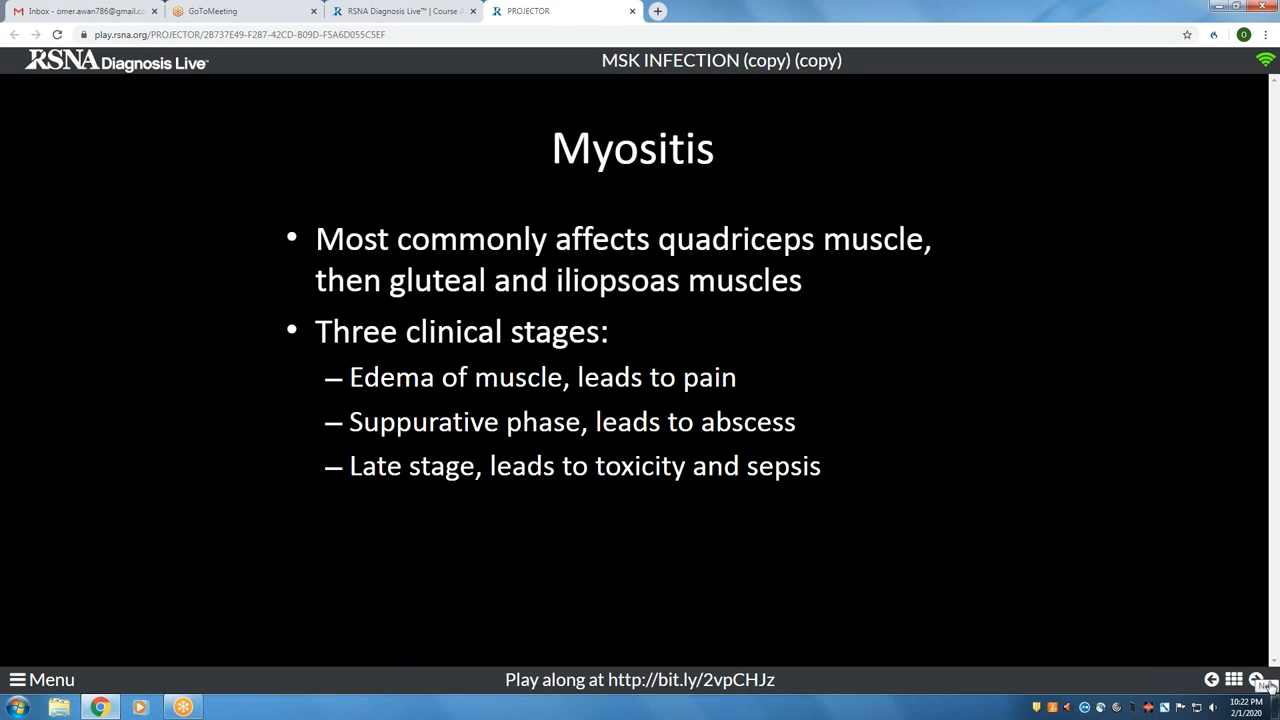 Inbox - omer.awan786@gmail.c
GoToMeeting
RSNA Diagnosis Live™ | Course
PROJECTOR
play.rsna.org/PROJECTOR/2B737E49-F287-42CD-B09D-F5A6D055C5EF
O
RSNA Diagnosis Live™
MSK INFECTION (copy) (copy)
Myositis
• Most commonly affects quadriceps muscle,
then gluteal and iliopsoas muscles
• Three clinical stages:
– Edema of muscle, leads to pain
– Suppurative phase, leads to abscess
– Late stage, leads to toxicity and sepsis
Menu
Play along at http://bit.ly/2vpCHJz
10:22 PM
2/1/2020